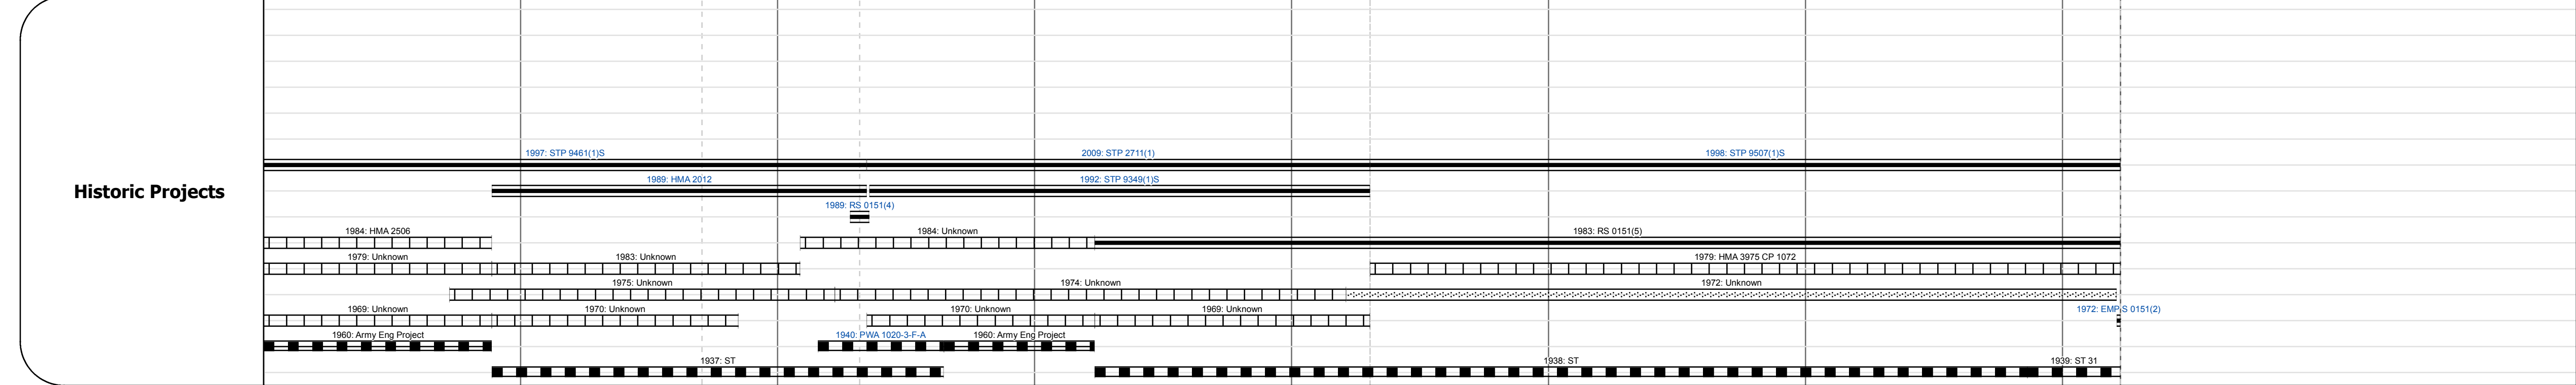 1997: STP 9461(1)S 2009: STP 2711(1) 1998: STP 9507(1)S
1989: HMA 2012 1992: STP 9349(1)S
Historic Projects
1989: RS 0151(4)
1984: HMA 2506 1984: Unknown 1983: RS 0151(5)
1979: Unknown 1983: Unknown 1979: HMA 3975 CP 1072
1975: Unknown 1974: Unknown 1972: Unknown
1969: Unknown 1970: Unknown 1970: Unknown 1969: Unknown 1972: EMP-S 0151(2)
1960: Army Eng Project 1940: PWA 1020-3-F-A 1960: Army Eng Project
1937: ST 1938: ST 1939: ST 31